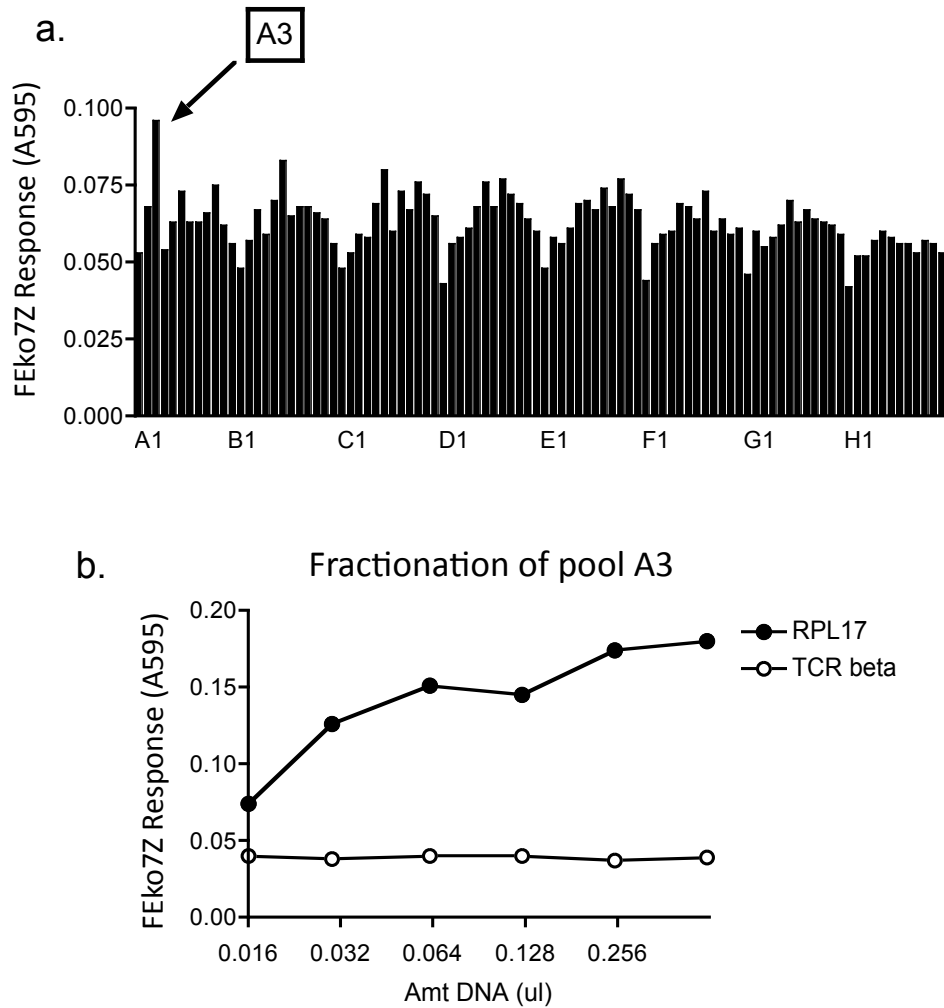 a.
A3
FEko7Z Response (A595)
0.100
0.075
0.050
0.025
0.000
A1 B1 C1 D1 E1 F1 G1 H1
b.
Fractionation of pool A3
FEko7Z Response (A595)
0.20
0.15
0.10
0.05
0.00
0.016 0.032 0.064 0.128 0.256
Amt DNA (ul)
RPL17
TCR beta